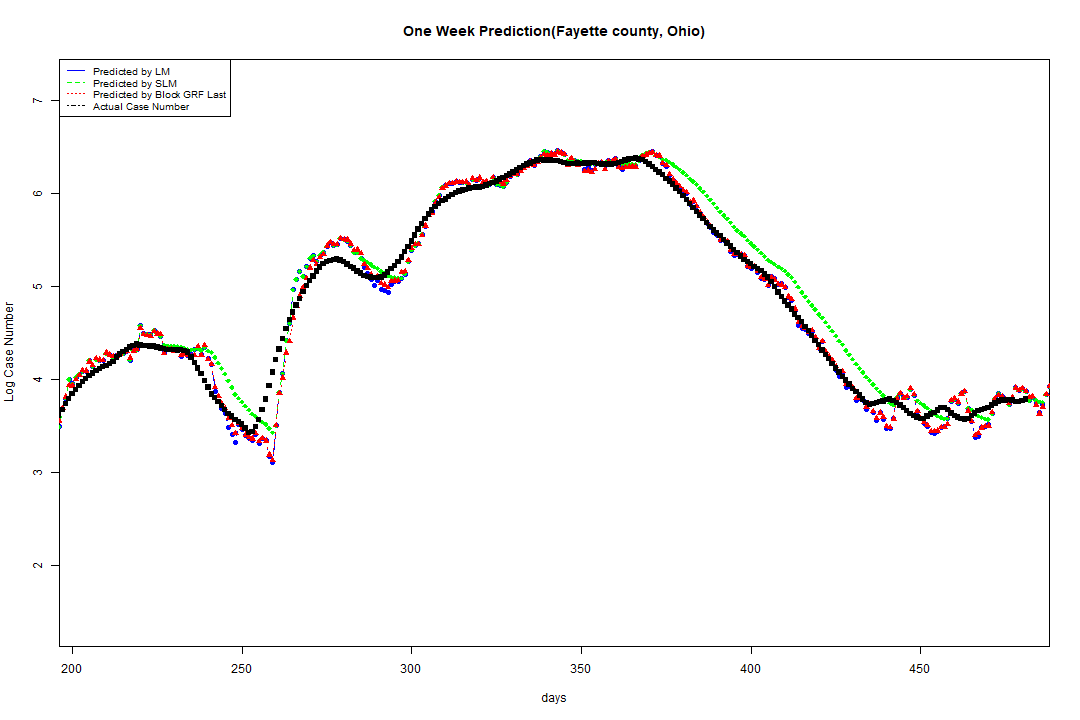 One Week Prediction(Fayette county, Ohio)
Predicted by LM
Predicted by SLM
Predicted by Block GRF Last
Actual Case Number
7
6
5
4
3
2
Log Case Number
200 250 300 350 400 450
days